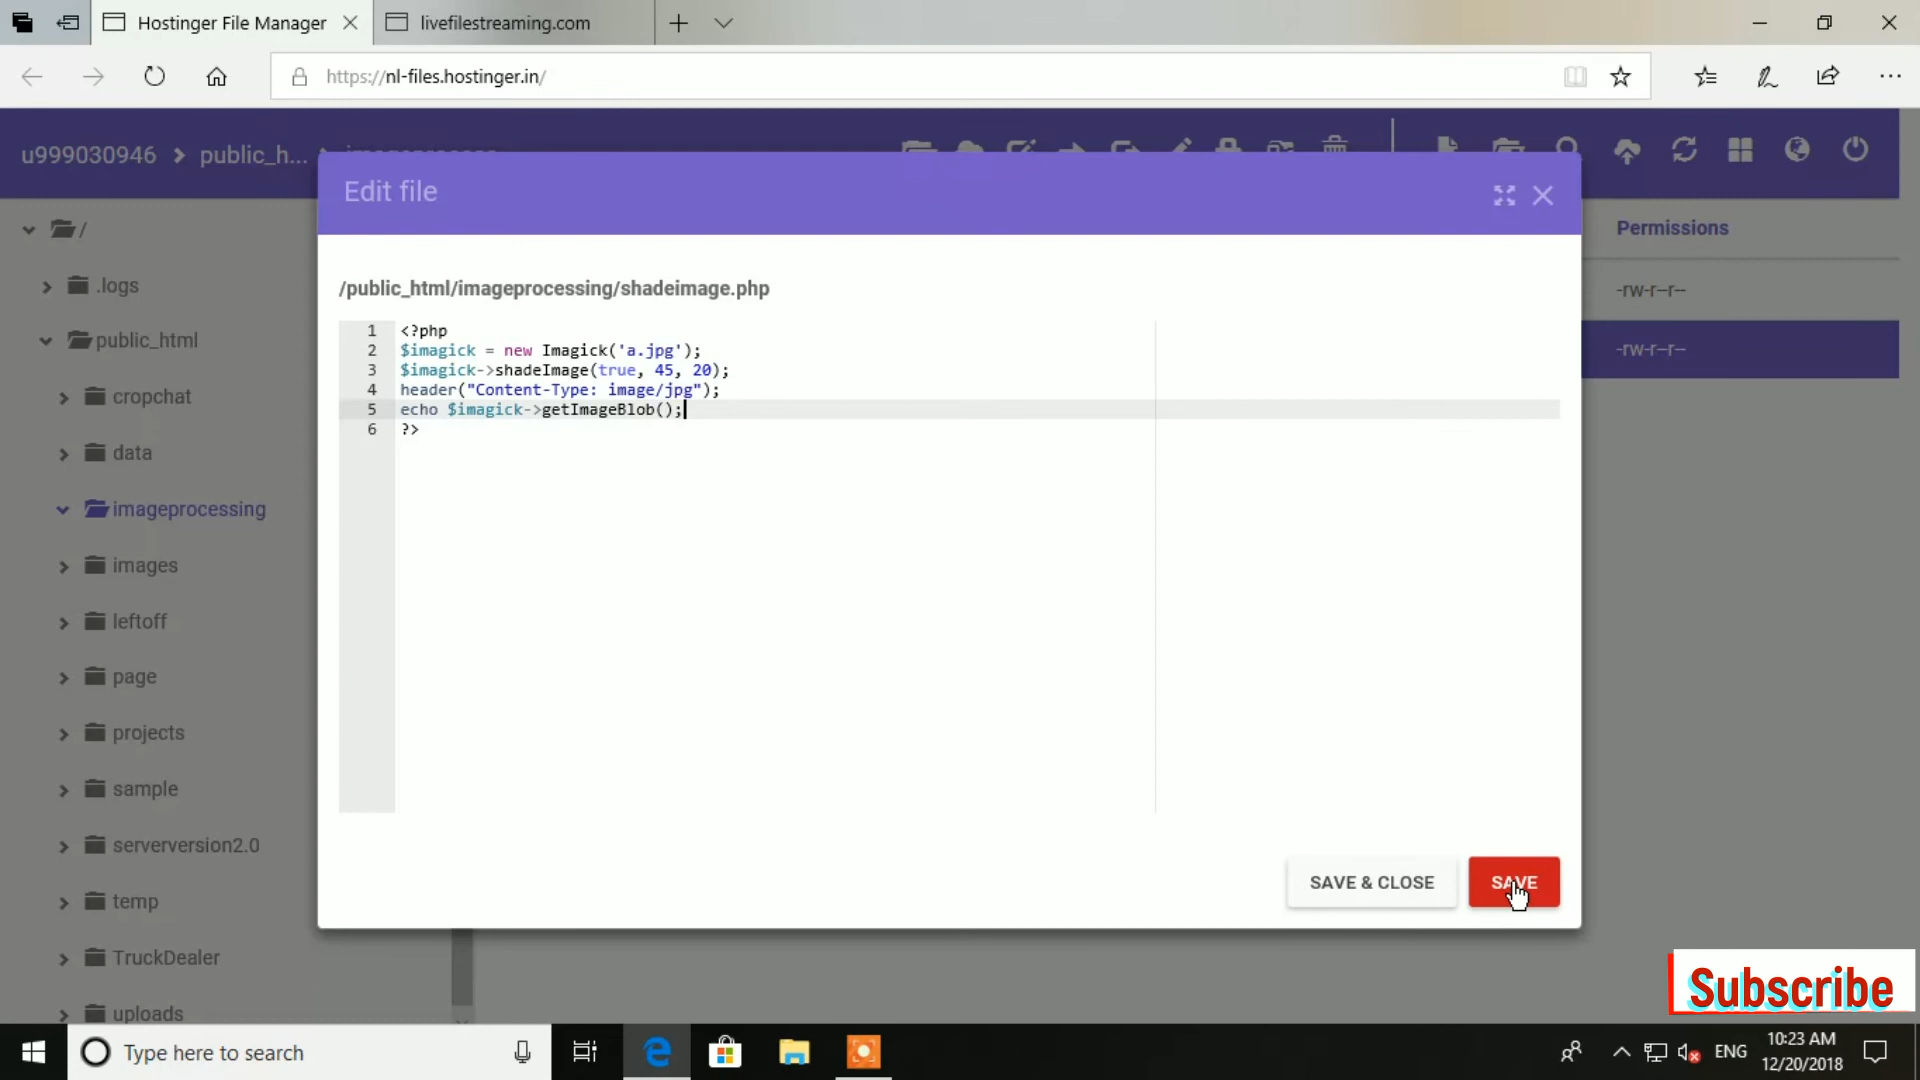 Hostinger File Manager
livefilestreaming.com
https://nl-files.hostinger.in/
u999030946 > public_h...
Edit file
Permissions
/
/public_html/imageprocessing/shadeimage.php
-rw-r--r--
.logs
1 <?php
public_html
2 $imagick = new Imagick('a.jpg');
-rw-r--r--
3 $imagick->shadeImage(true, 45, 20);
4 header("Content-Type: image/jpg");
cropchat
5 echo $imagick->getImageBlob();
6 ?>
data
imageprocessing
images
leftoff
page
projects
sample
serverversion2.0
SAVE & CLOSE
SAVE
temp
TruckDealer
Subscribe
uploads
Type here to search
ENG
10:23 AM
12/20/2018